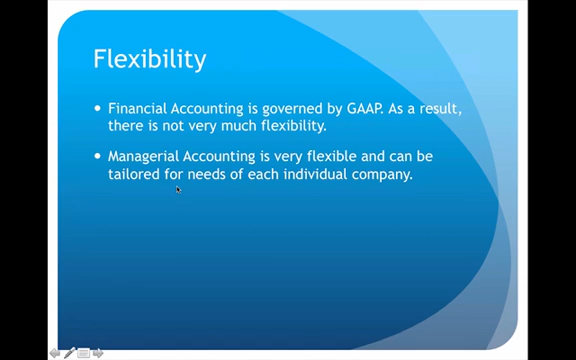 Flexibility
• Financial Accounting is governed by GAAP. As a result,
there is not very much flexibility.
• Managerial Accounting is very flexible and can be
tailored for needs of each individual company.